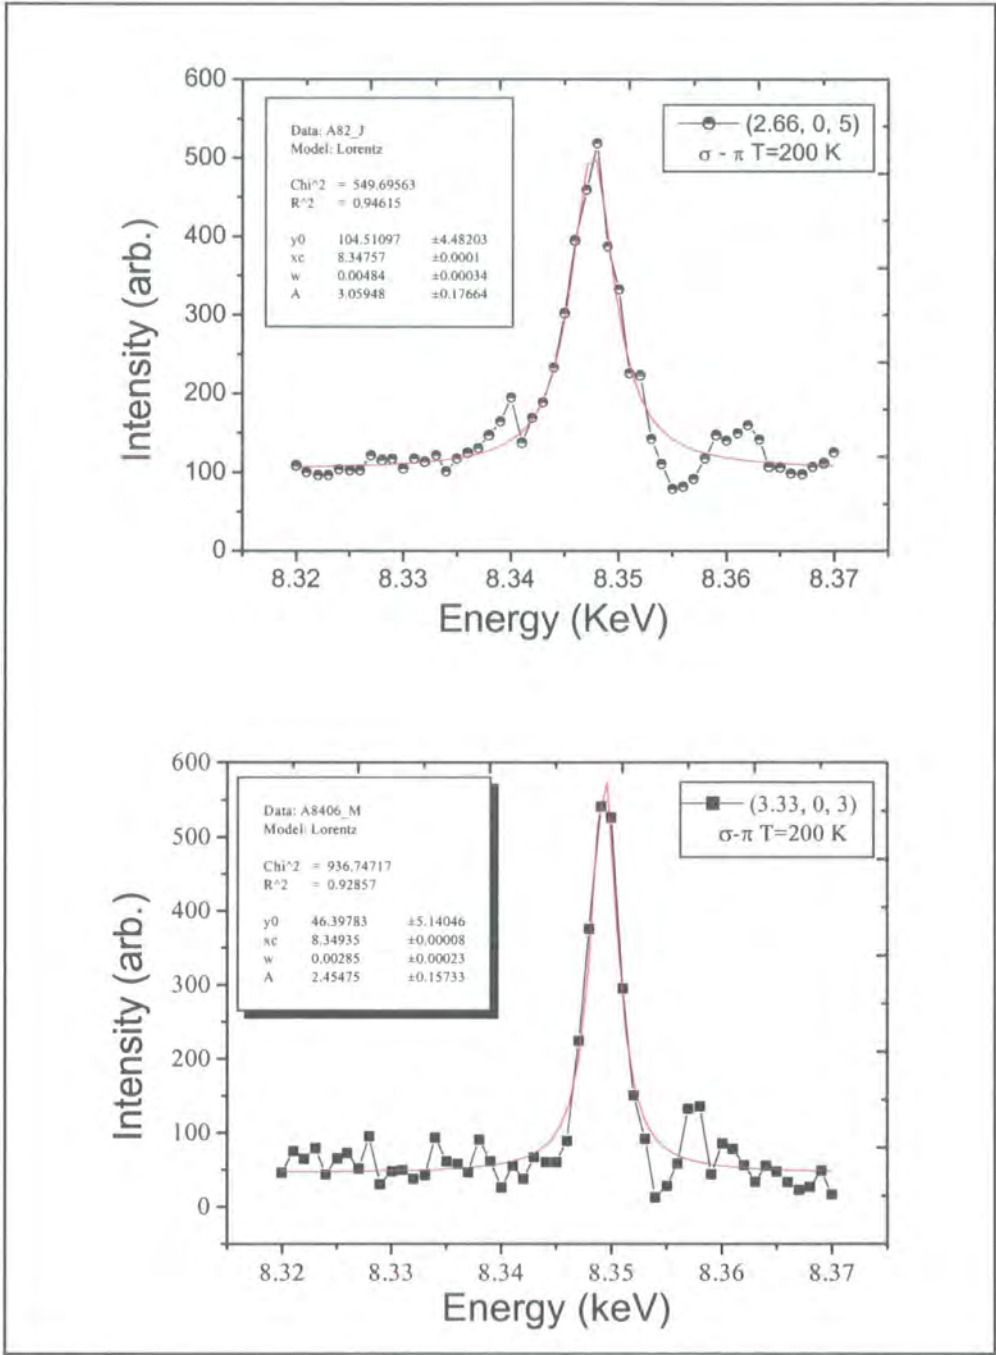 600
500
400
300
200
100
0
Intensity (arb.)
Data: A82_J
Model: Lorentz
Chi^2 = 549.69563
R^2 = 0.94615
y0 104.51097 ±4.48203
xc 8.34757 ±0.0001
w 0.00484 ±0.00034
A 3.05948 ±0.17664
(2.66, 0, 5)
σ - π T=200 K
8.32 8.33 8.34 8.35 8.36 8.37
Energy (KeV)
600
500
400
300
200
100
0
Intensity (arb.)
Data: A8406_M
Model: Lorentz
Chi^2 = 936.74717
R^2 = 0.92857
y0 46.39783 ±5.14046
xc 8.34935 ±0.00008
w 0.00285 ±0.00023
A 2.45475 ±0.15733
(3.33, 0, 3)
σ-π T=200 K
8.32 8.33 8.34 8.35 8.36 8.37
Energy (keV)